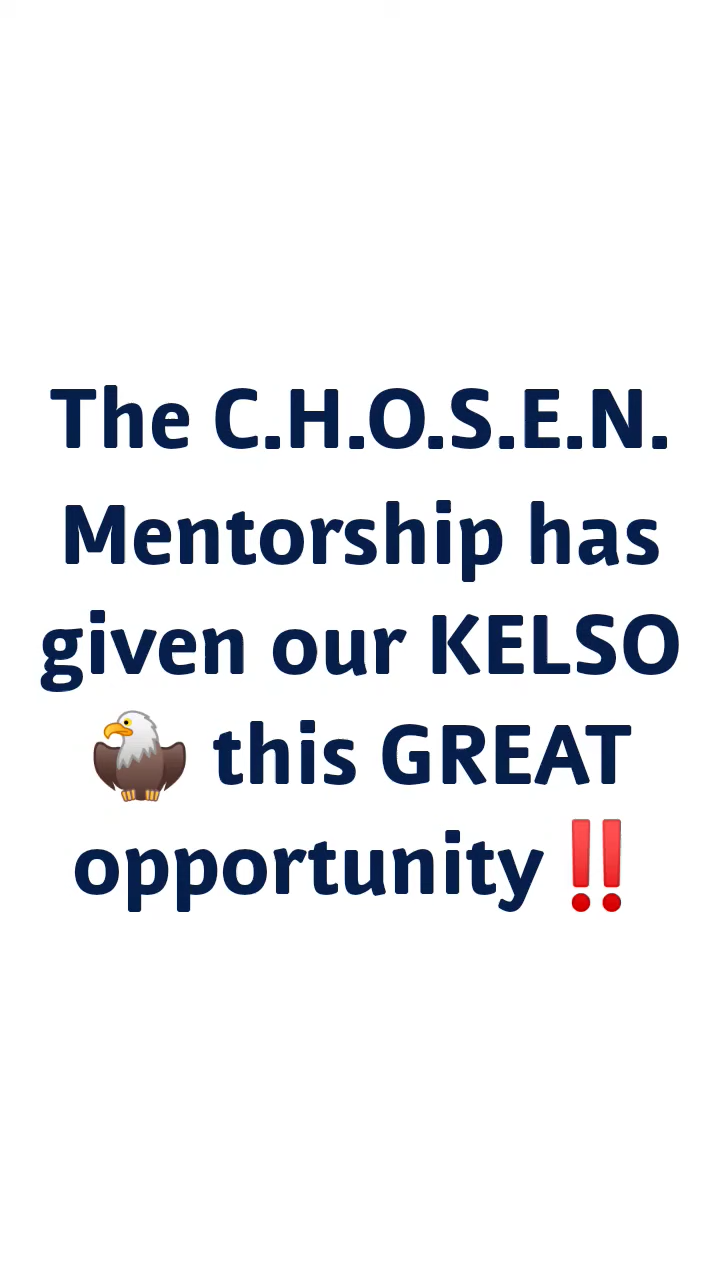 The C.H.O.S.E.N.
Mentorship has
given our KELSO
🦅 this GREAT
opportunity‼️